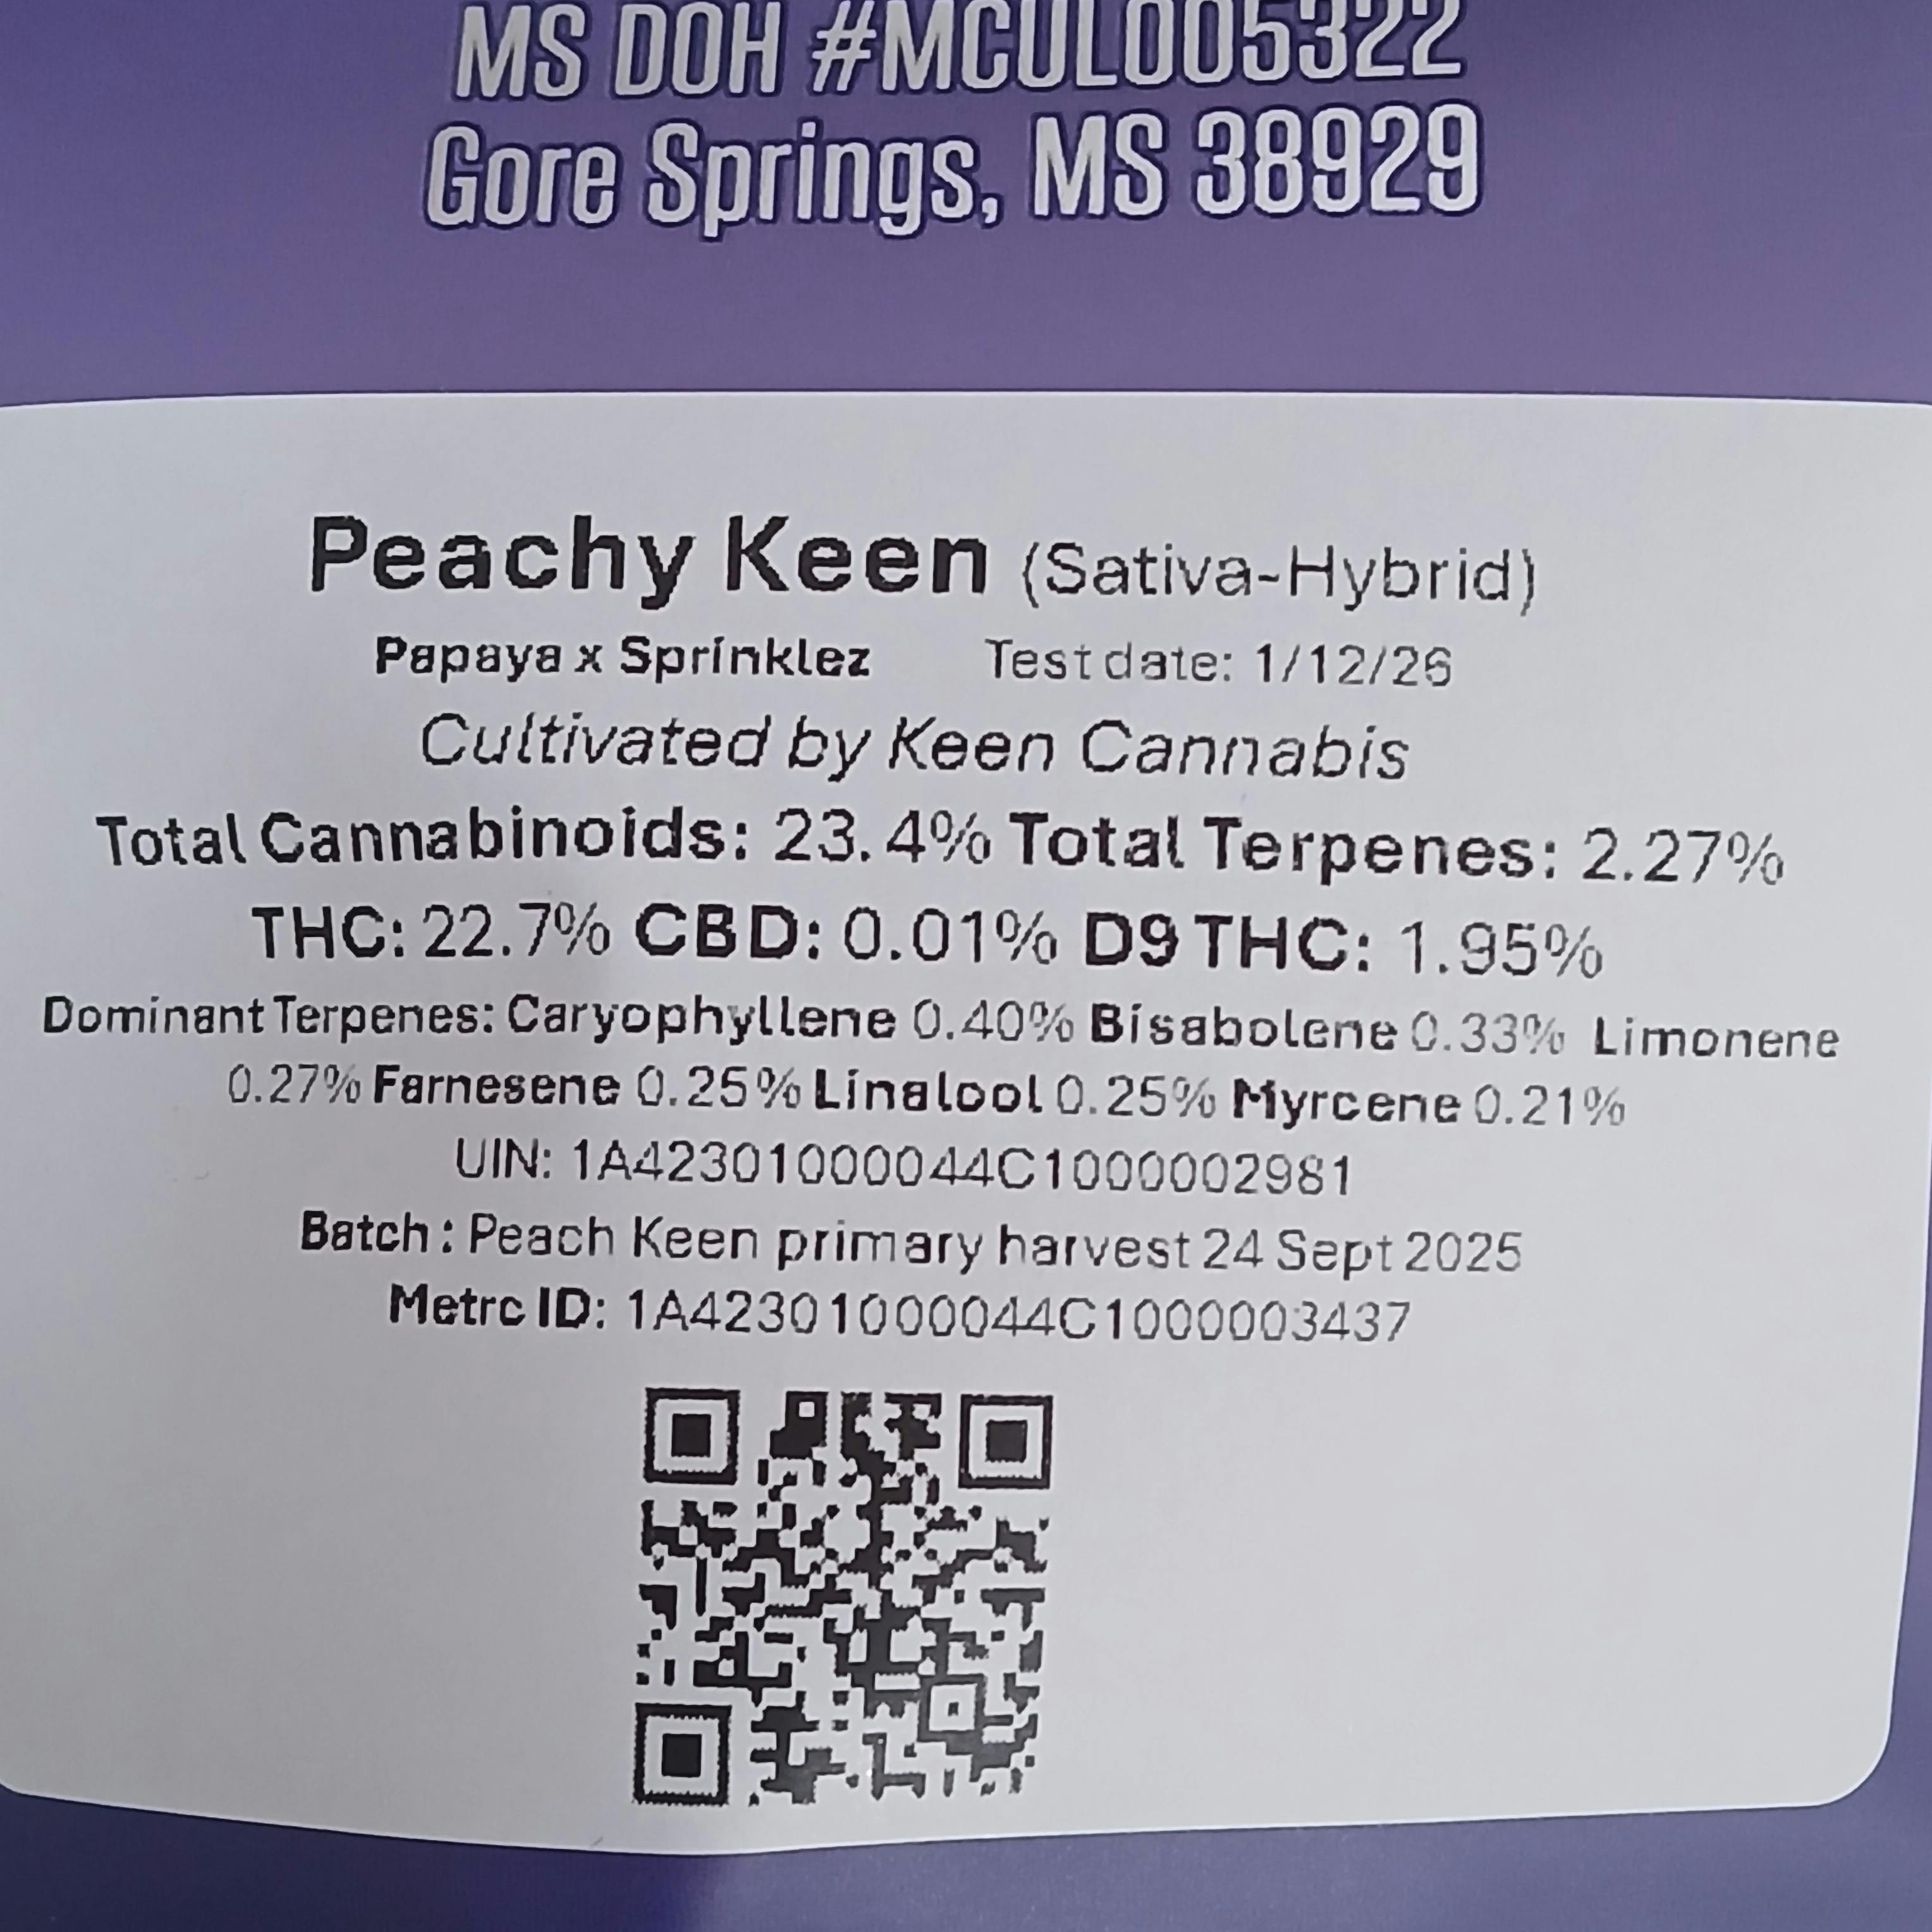 MS DOH #MCUL005322
Gore Springs, MS 38929
Peachy Keen (Sativa-Hybrid)
Papaya x Sprinklez Test date: 1/12/26
Cultivated by Keen Cannabis
Total Cannabinoids: 23.4% Total Terpenes: 2.27%
THC: 22.7% CBD: 0.01% D9 THC: 1.95%
Dominant Terpenes: Caryophyllene 0.40% Bisabolene 0.33% Limonene
0.27% Farnesene 0.25% Linalool 0.25% Myrcene 0.21%
UIN: 1A42301000044C1000002981
Batch : Peach Keen primary harvest 24 Sept 2025
Metrc ID: 1A42301000044C1000003437